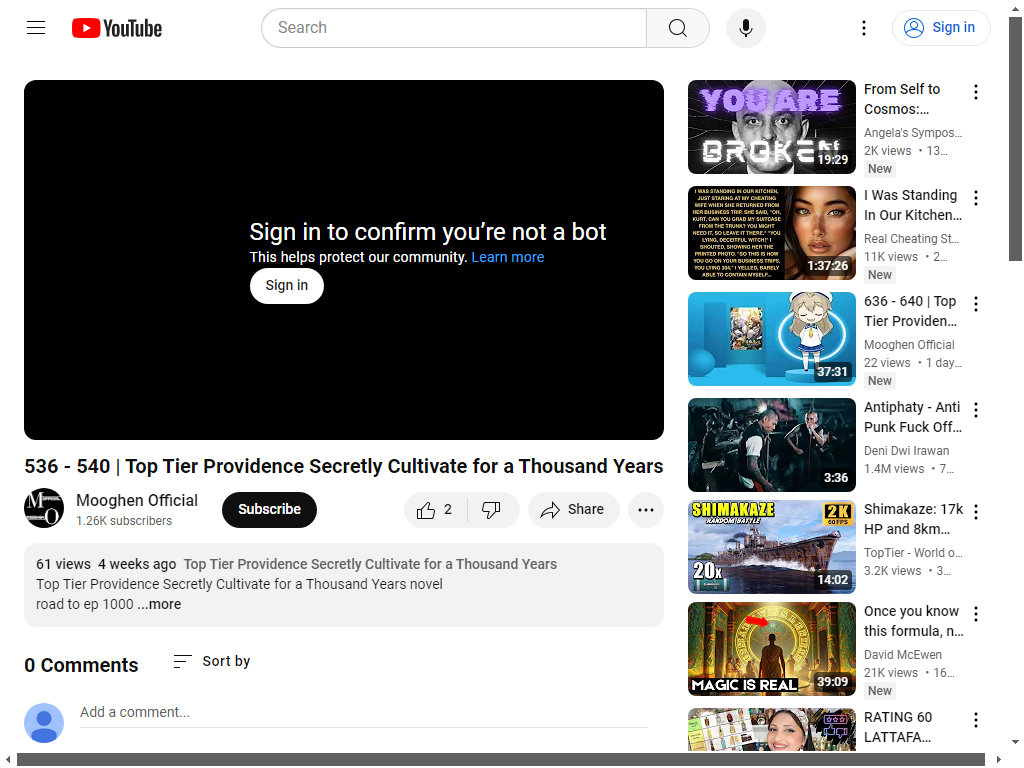 YouTube
Search
Sign in
Sign in to confirm you’re not a bot
This helps protect our community. Learn more
Sign in
536 - 540 | Top Tier Providence Secretly Cultivate for a Thousand Years
Mooghen Official
1.26K subscribers
Subscribe
2
Share
61 views 4 weeks ago Top Tier Providence Secretly Cultivate for a Thousand Years
Top Tier Providence Secretly Cultivate for a Thousand Years novel
road to ep 1000 ...more
0 Comments
Sort by
Add a comment...
YOU ARE
BROKEN
19:29
From Self to
Cosmos:...
Angela's Sympos...
2K views • 13...
New
I WAS STANDING IN OUR KITCHEN,
JUST STARING AT MY CHEATING
WIFE WHEN SHE RETURNED FROM
HER BUSINESS TRIP. SHE SAID, "OH,
KURT, CAN YOU GRAB MY SUITCASE
FROM THE TRUNK? YOU MIGHT
NEED IT, SO LEAVE IT THERE." "YOU
LYING, DECEITFUL WITCH!" I
SHOUTED, SHOWING HER THE
PRINTED PHOTO. "SO THIS IS HOW
YOU GO ON YOUR BUSINESS TRIPS,
YOU LYING 304," I YELLED, BARELY
ABLE TO CONTAIN MYSELF...
1:37:26
I Was Standing
In Our Kitchen...
Real Cheating St...
11K views • 2...
New
37:31
636 - 640 | Top
Tier Providen...
Mooghen Official
22 views • 1 day...
New
3:36
Antiphaty - Anti
Punk Fuck Off...
Deni Dwi Irawan
1.4M views • 7...
SHIMAKAZE
RANDOM BATTLE
2K
60 FPS
20x
14:02
Shimakaze: 17k
HP and 8km...
TopTier - World o...
3.2K views • 3...
MAGIC IS REAL
39:09
Once you know
this formula, n...
David McEwen
21K views • 16...
New
RATING 60
LATTAFA...